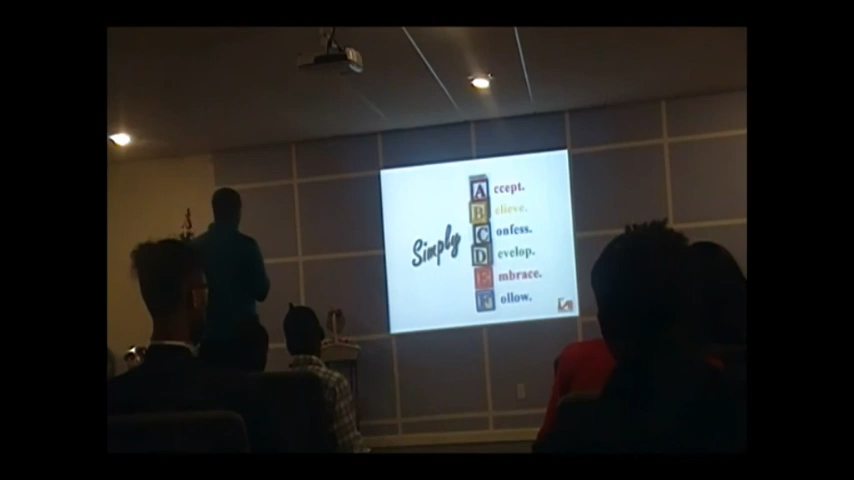 Simply
Accept.
Believe.
Confess.
Develop.
Embrace.
Follow.